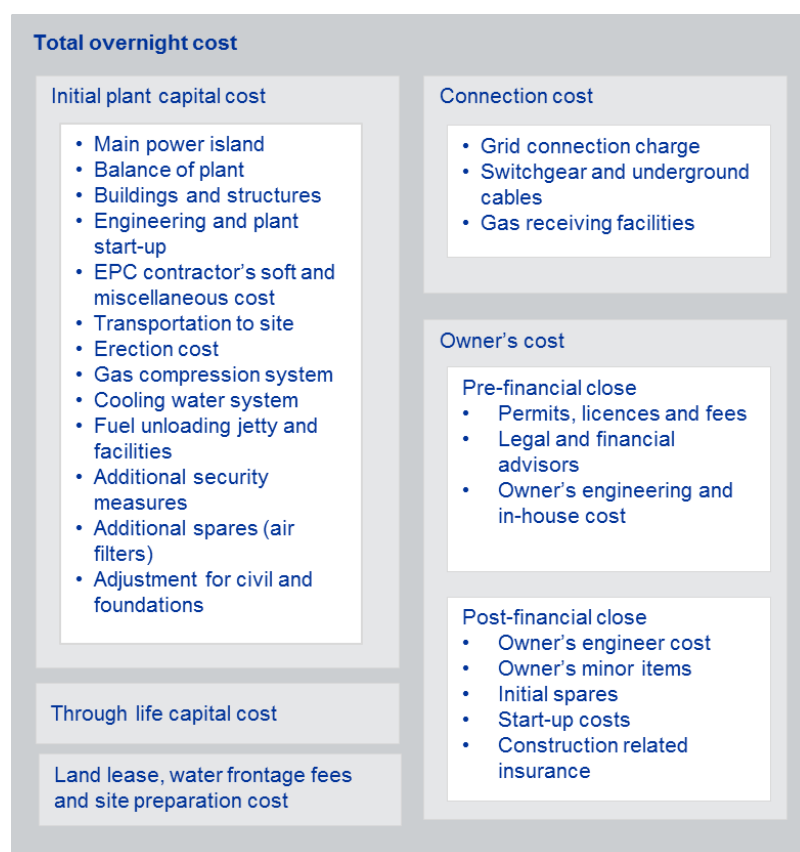 Total overnight cost
Initial plant capital cost
• Main power island
• Balance of plant
• Buildings and structures
• Engineering and plant
start-up
• EPC contractor's soft and
miscellaneous cost
• Transportation to site
• Erection cost
• Gas compression system
• Cooling water system
• Fuel unloading jetty and
facilities
• Additional security
measures
• Additional spares (air
filters)
• Adjustment for civil and
foundations
Through life capital cost
Land lease, water frontage fees
and site preparation cost
Connection cost
• Grid connection charge
• Switchgear and underground
cables
• Gas receiving facilities
Owner's cost
Pre-financial close
• Permits, licences and fees
• Legal and financial
advisors
• Owner's engineering and
in-house cost
Post-financial close
• Owner's engineer cost
• Owner's minor items
• Initial spares
• Start-up costs
• Construction related
insurance